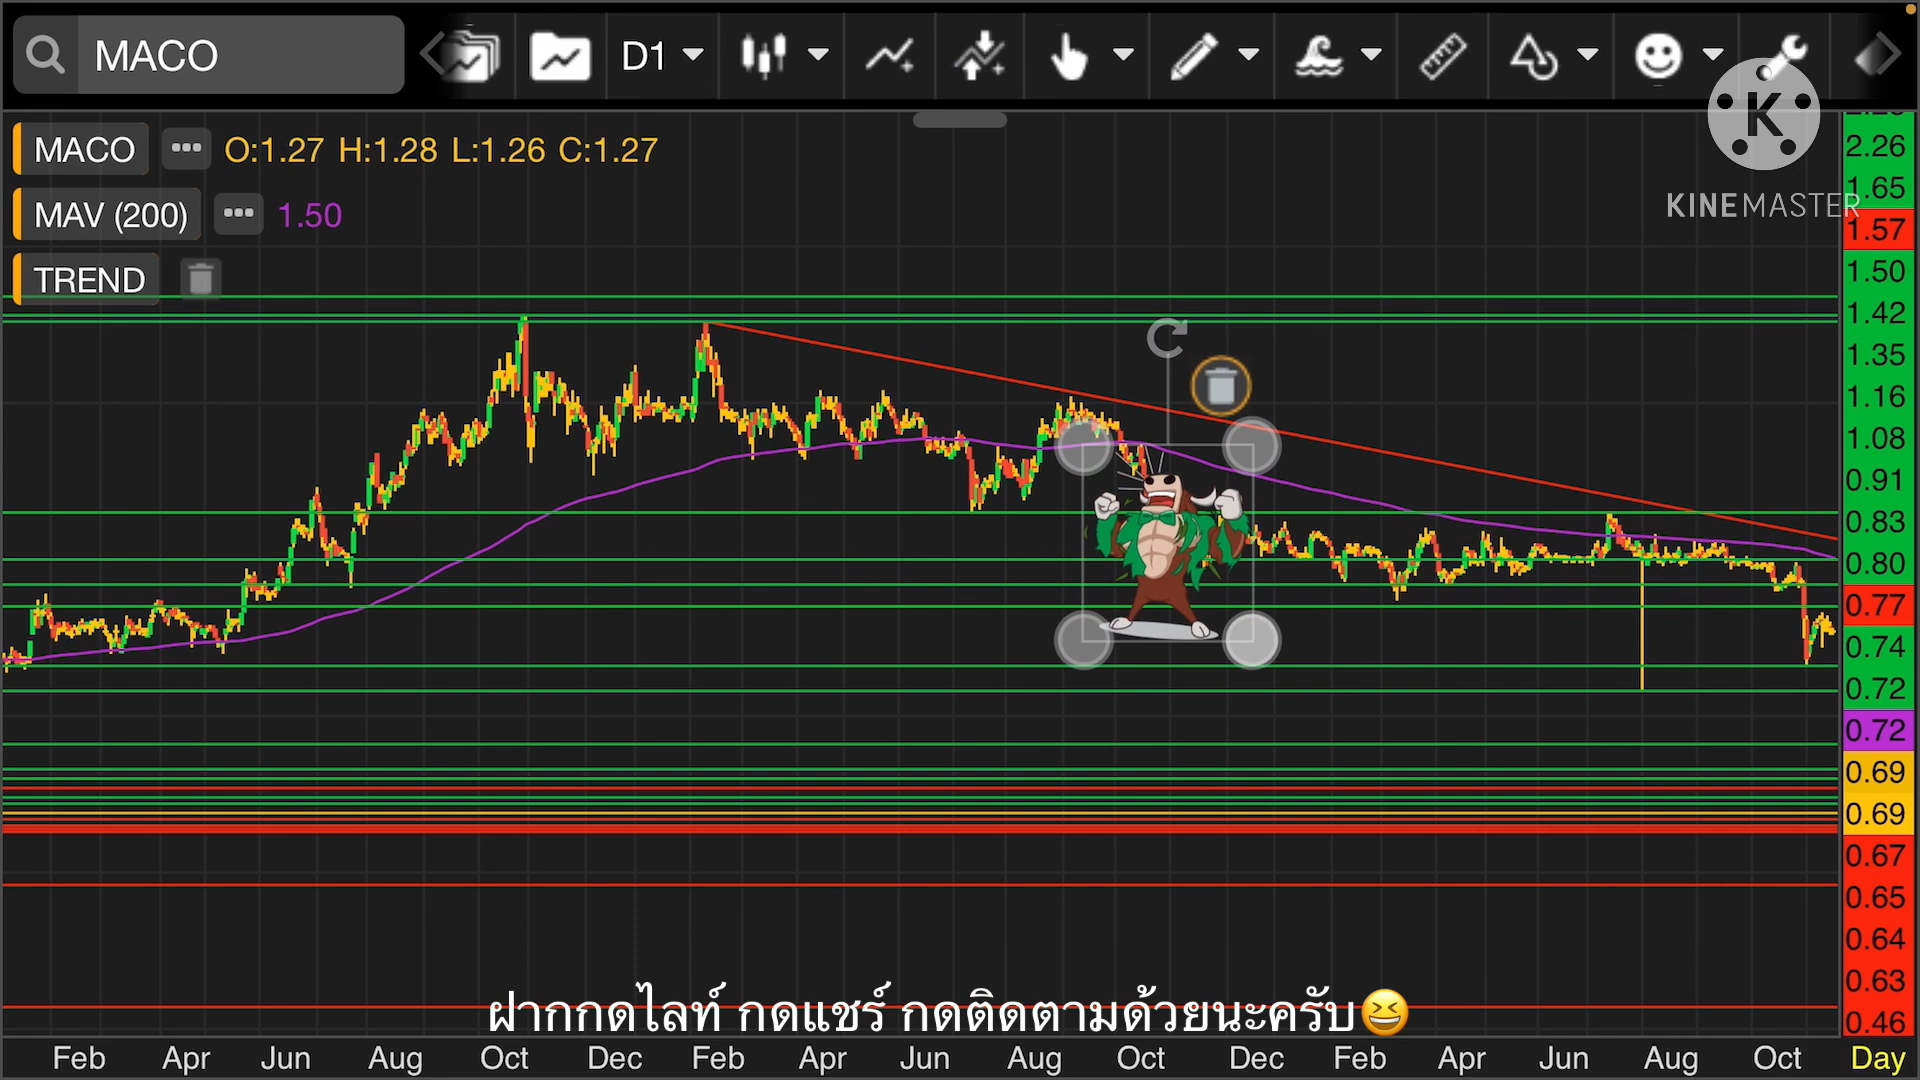 MACO D1
MACO O:1.27 H:1.28 L:1.26 C:1.27
MAV (200) 1.50
TREND
K
KINEMASTER
2.26
1.65
1.57
1.50
1.42
1.35
1.16
1.08
0.91
0.83
0.80
0.77
0.74
0.72
0.72
0.69
0.69
0.67
0.65
0.64
0.63
0.46
ฝากกดไลท์ กดแชร์ กดติดตามด้วยนะครับ😆
Feb Apr Jun Aug Oct Dec Feb Apr Jun Aug Oct Dec Feb Apr Jun Aug Oct Day